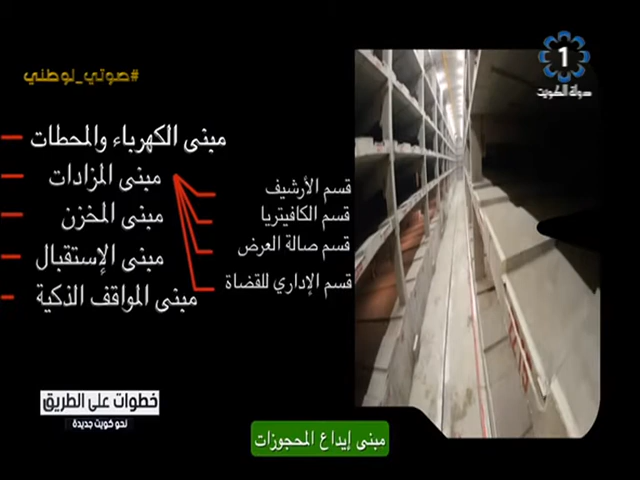 #صوتي_لوطني
1
دولة الكويت
مبنى الكهرباء والمحطات
مبنى المزادات
مبنى المخزن
مبنى الإستقبال
مبنى المواقف الذكية
قسم الأرشيف
قسم الكافيتريا
قسم صالة العرض
قسم الإداري للقضاة
خطوات على الطريق
نحو كويت جديدة
مبنى إيداع المحجوزات